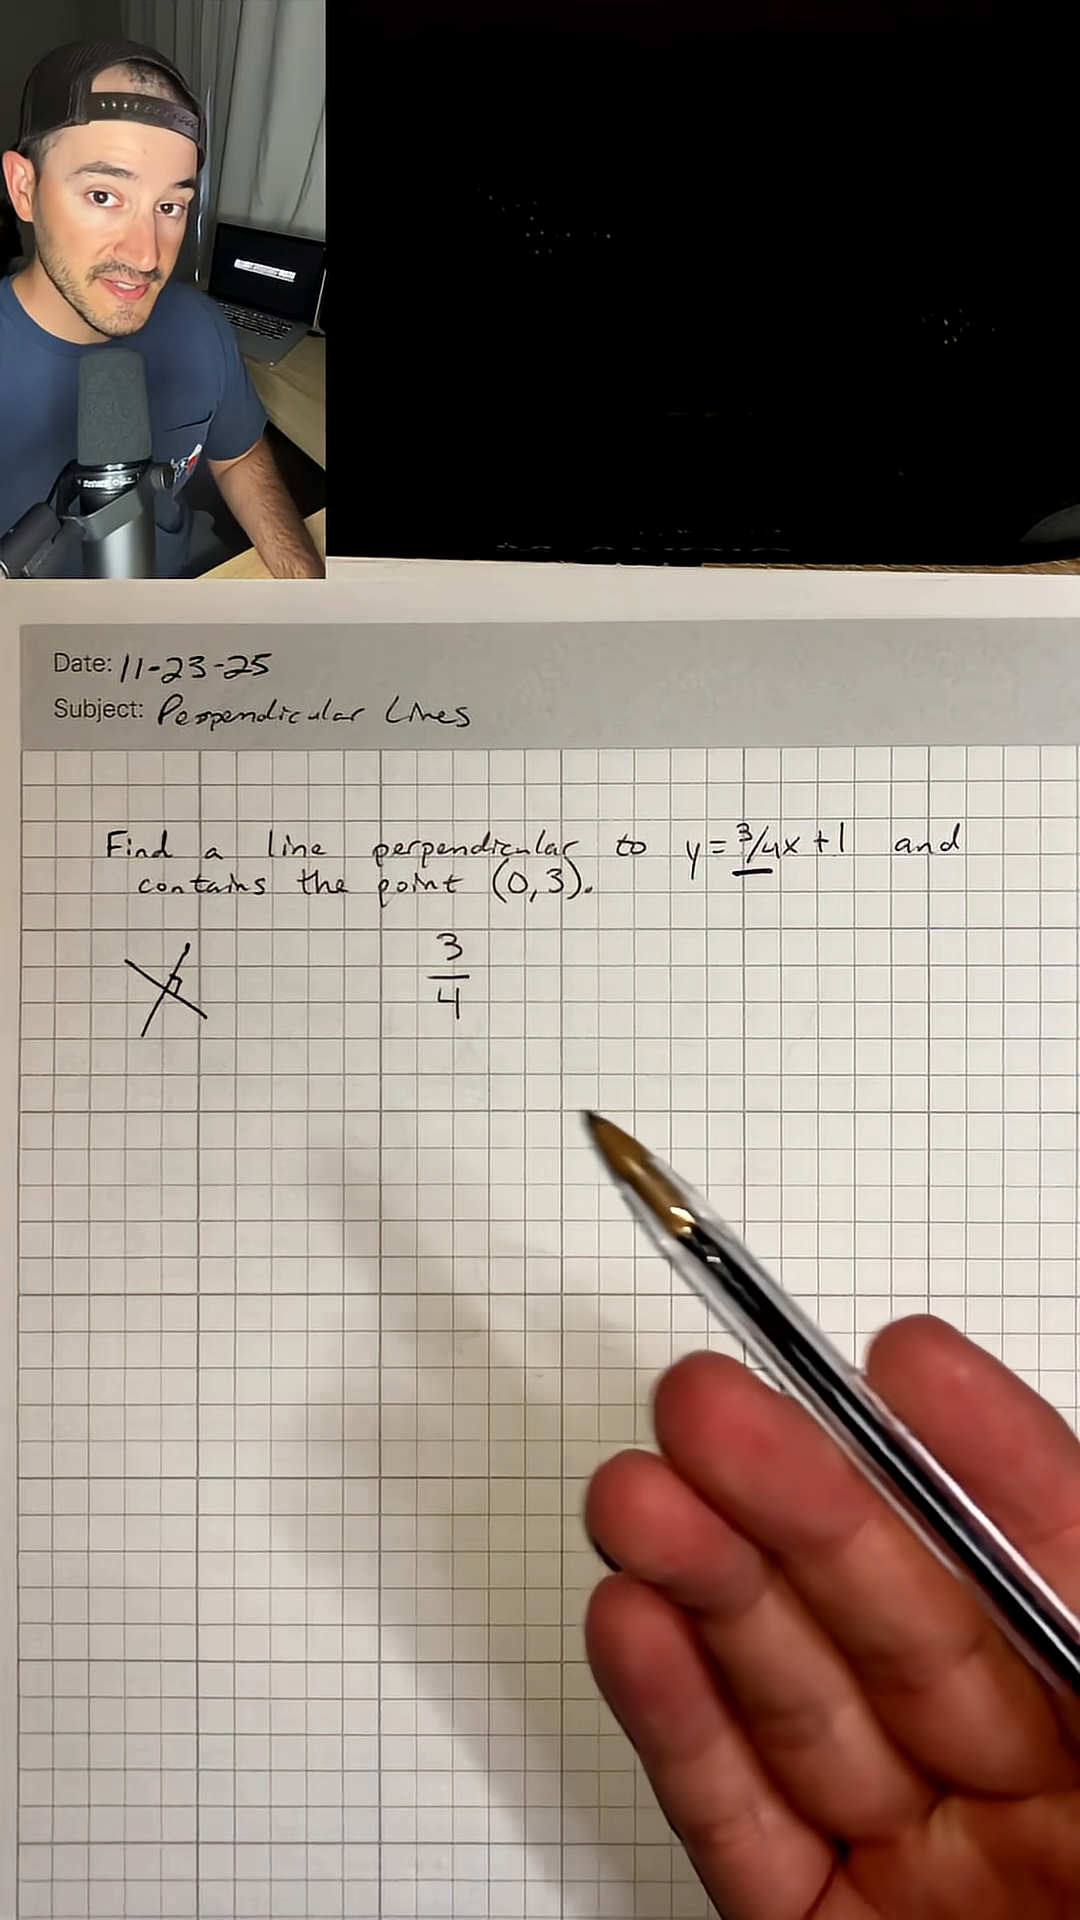 Date: 11-23-25
Subject: Perpendicular Lines
Find a line perpendicular to y=3/4x+1 and
contains the point (0,3).
3
4